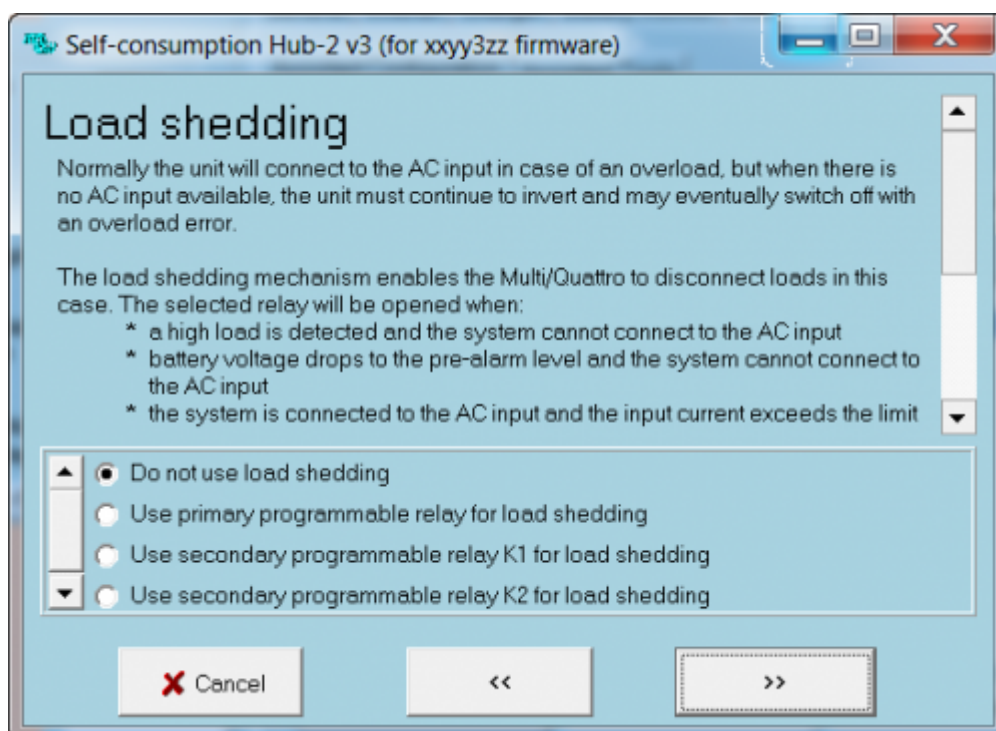 Self-consumption Hub-2 v3 (for xxyy3zz firmware)
Load shedding
Normally the unit will connect to the AC input in case of an overload, but when there is
no AC input available, the unit must continue to invert and may eventually switch off with
an overload error.
The load shedding mechanism enables the Multi/Quattro to disconnect loads in this
case. The selected relay will be opened when:
* a high load is detected and the system cannot connect to the AC input
* battery voltage drops to the pre-alarm level and the system cannot connect to
the AC input
* the system is connected to the AC input and the input current exceeds the limit
Do not use load shedding
Use primary programmable relay for load shedding
Use secondary programmable relay K1 for load shedding
Use secondary programmable relay K2 for load shedding
Cancel
<<
>>